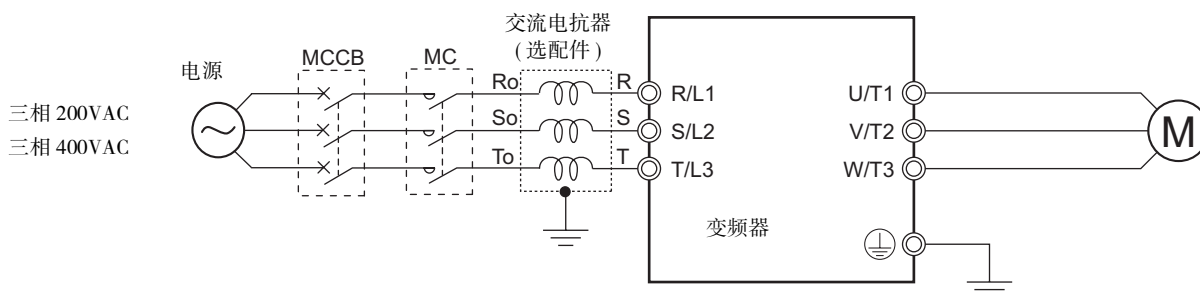 交流电抗器
（选配件）
MCCB
MC
电源
Ro
R
R/L1
U/T1
三相 200VAC
So
S
S/L2
V/T2
M
三相 400VAC
To
T
T/L3
W/T3
变频器